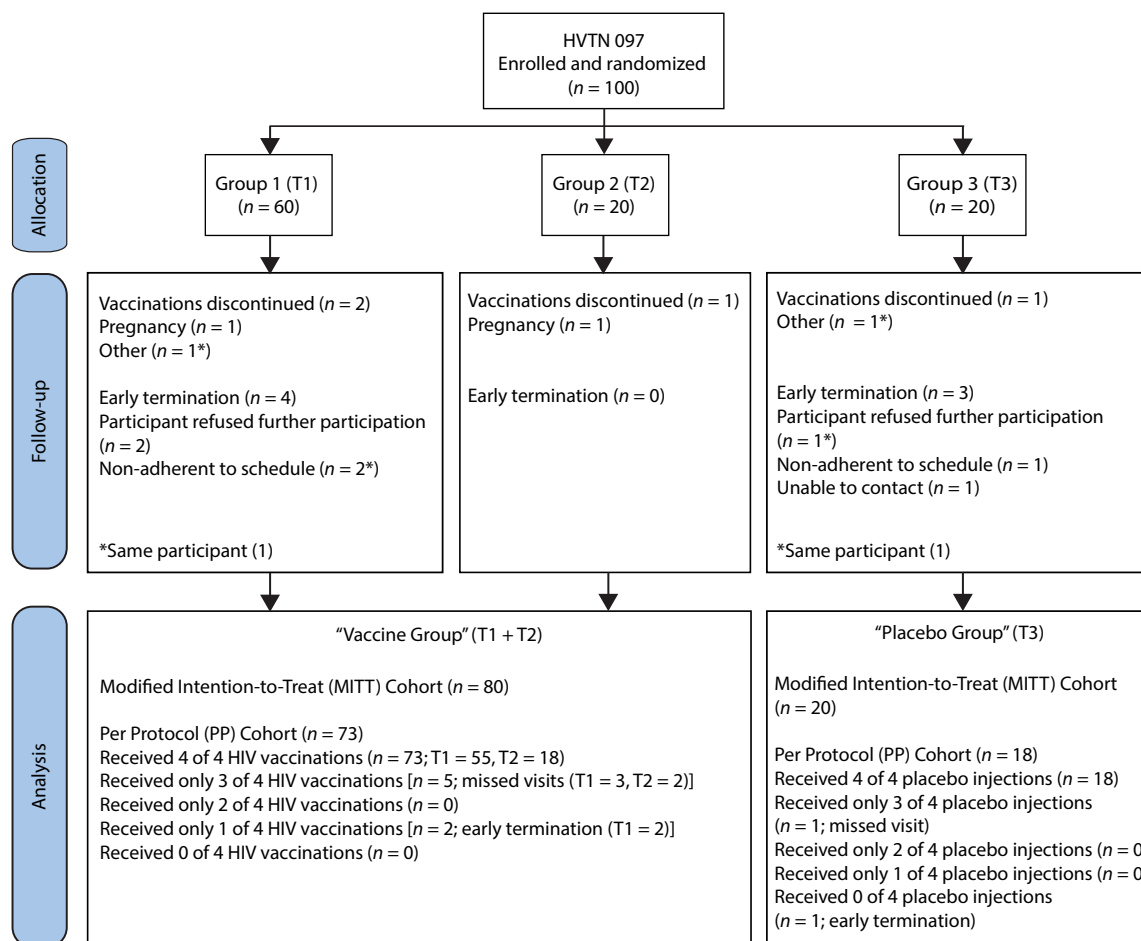 HVTN 097
Enrolled and randomized
(n = 100)
Allocation
Group 1 (T1)
(n = 60)
Group 2 (T2)
(n = 20)
Group 3 (T3)
(n = 20)
Follow-up
Vaccinations discontinued (n = 2)
Pregnancy (n = 1)
Other (n = 1*)
Early termination (n = 4)
Participant refused further participation
(n = 2)
Non-adherent to schedule (n = 2*)
*Same participant (1)
Vaccinations discontinued (n = 1)
Pregnancy (n = 1)
Early termination (n = 0)
Vaccinations discontinued (n = 1)
Other (n = 1*)
Early termination (n = 3)
Participant refused further participation
(n = 1*)
Non-adherent to schedule (n = 1)
Unable to contact (n = 1)
*Same participant (1)
Analysis
“Vaccine Group” (T1 + T2)
Modified Intention-to-Treat (MITT) Cohort (n = 80)
Per Protocol (PP) Cohort (n = 73)
Received 4 of 4 HIV vaccinations (n = 73; T1 = 55, T2 = 18)
Received only 3 of 4 HIV vaccinations [n = 5; missed visits (T1 = 3, T2 = 2)]
Received only 2 of 4 HIV vaccinations (n = 0)
Received only 1 of 4 HIV vaccinations [n = 2; early termination (T1 = 2)]
Received 0 of 4 HIV vaccinations (n = 0)
“Placebo Group” (T3)
Modified Intention-to-Treat (MITT) Cohort
(n = 20)
Per Protocol (PP) Cohort (n = 18)
Received 4 of 4 placebo injections (n = 18)
Received only 3 of 4 placebo injections
(n = 1; missed visit)
Received only 2 of 4 placebo injections (n = 0
Received only 1 of 4 placebo injections (n = 0
Received 0 of 4 placebo injections
(n = 1; early termination)